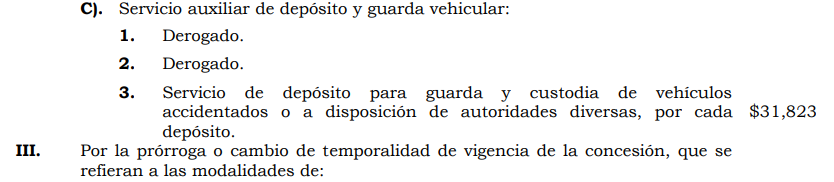 C). Servicio auxiliar de depósito y guarda vehicular:
1. Derogado.
2. Derogado.
3. Servicio de depósito para guarda y custodia de vehículos
accidentados o a disposición de autoridades diversas, por cada $31,823
depósito.
III. Por la prórroga o cambio de temporalidad de vigencia de la concesión, que se
refieran a las modalidades de: